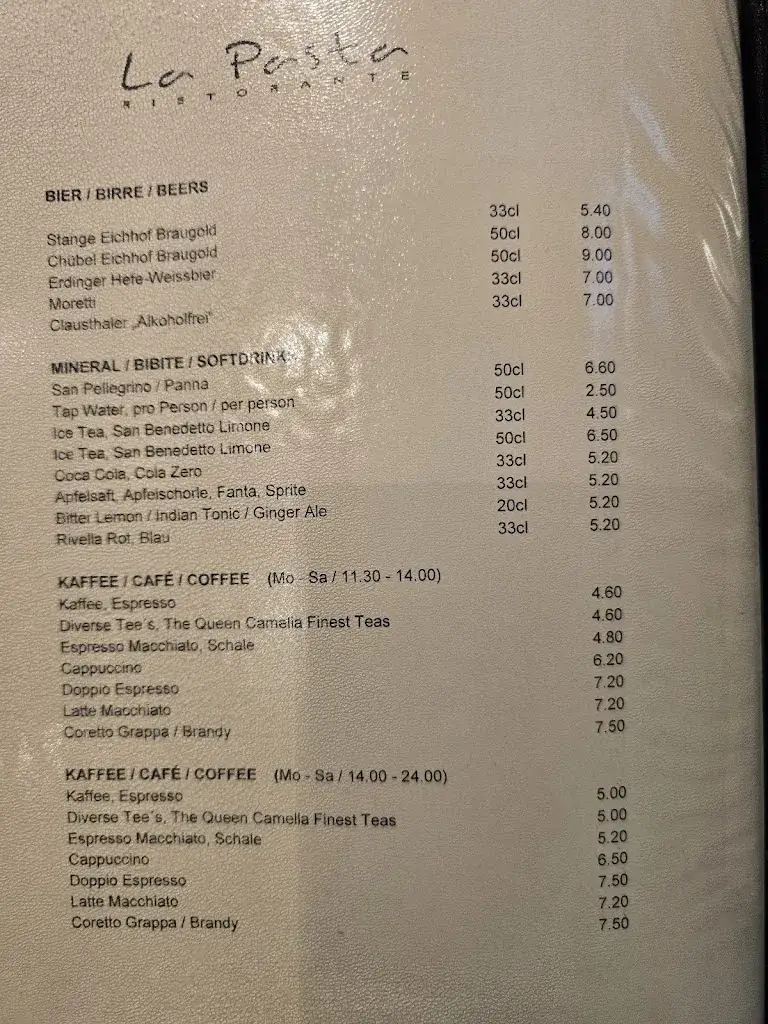 La Pasta
RISTORANTE
BIER / BIRRE / BEERS
Stange Eichhof Braugold 33cl 5.40
Chübel Eichhof Braugold 50cl 8.00
Erdinger Hefe-Weissbier 50cl 9.00
Moretti 33cl 7.00
Clausthaler „Alkoholfrei" 33cl 7.00
MINERAL / BIBITE / SOFTDRINKS
San Pellegrino / Panna 50cl 6.60
Tap Water, pro Person / per person 50cl 2.50
Ice Tea, San Benedetto Limone 33cl 4.50
Ice Tea, San Benedetto Limone 50cl 6.50
Coca Cola, Cola Zero 33cl 5.20
Apfelsaft, Apfelschorle, Fanta, Sprite 33cl 5.20
Bitter Lemon / Indian Tonic / Ginger Ale 20cl 5.20
Rivella Rot, Blau 33cl 5.20
KAFFEE / CAFÉ / COFFEE (Mo - Sa / 11.30 - 14.00)
Kaffee, Espresso 4.60
Diverse Tee´s, The Queen Camelia Finest Teas 4.60
Espresso Macchiato, Schale 4.80
Cappuccino 6.20
Doppio Espresso 7.20
Latte Macchiato 7.20
Coretto Grappa / Brandy 7.50
KAFFEE / CAFÉ / COFFEE (Mo - Sa / 14.00 - 24.00)
Kaffee, Espresso 5.00
Diverse Tee´s, The Queen Camella Finest Teas 5.00
Espresso Macchiato, Schale 5.20
Cappuccino 6.50
Doppio Espresso 7.50
Latte Macchiato 7.20
Coretto Grappa / Brandy 7.50